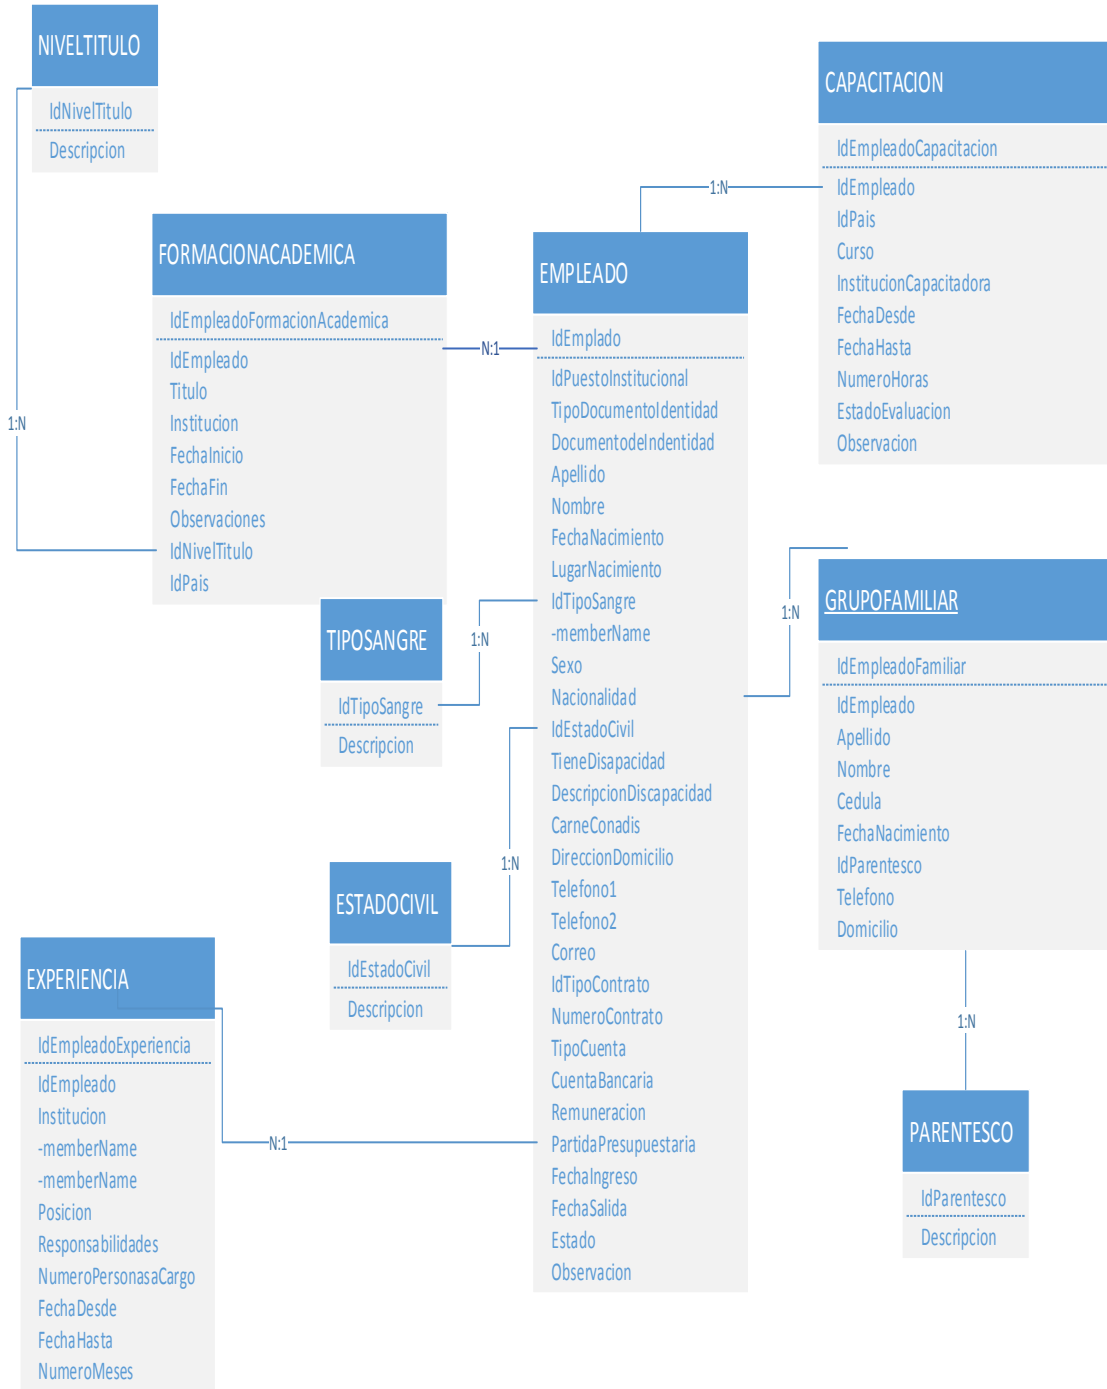 NIVELTITULO
IdNivelTitulo
Descripcion
CAPACITACION
IdEmpleadoCapacitacion
IdEmpleado
IdPais
Curso
InstitucionCapacitadora
FechaDesde
FechaHasta
NumeroHoras
EstadoEvaluacion
Observacion
1:N
FORMACIONACADEMICA
IdEmpleadoFormacionAcademica
IdEmpleado
Titulo
Institucion
FechaInicio
FechaFin
Observaciones
IdNivelTitulo
IdPais
1:N
N:1
EMPLEADO
IdEmplado
IdPuestoInstitucional
TipoDocumentoIdentidad
DocumentodeIndentidad
Apellido
Nombre
FechaNacimiento
LugarNacimiento
IdTipoSangre
-memberName
Sexo
Nacionalidad
IdEstadoCivil
TieneDisapacidad
DescripcionDiscapacidad
CarneConadis
DireccionDomicilio
Telefono1
Telefono2
Correo
IdTipoContrato
NumeroContrato
TipoCuenta
CuentaBancaria
Remuneracion
PartidaPresupuestaria
FechaIngreso
FechaSalida
Estado
Observacion
TIPOSANGRE
IdTipoSangre
Descripcion
1:N
1:N
GRUPOFAMILIAR
IdEmpleadoFamiliar
IdEmpleado
Apellido
Nombre
Cedula
FechaNacimiento
IdParentesco
Telefono
Domicilio
ESTADOCIVIL
IdEstadoCivil
Descripcion
1:N
EXPERIENCIA
IdEmpleadoExperiencia
IdEmpleado
Institucion
-memberName
-memberName
Posicion
Responsabilidades
NumeroPersonasaCargo
FechaDesde
FechaHasta
NumeroMeses
N:1
1:N
PARENTESCO
IdParentesco
Descripcion